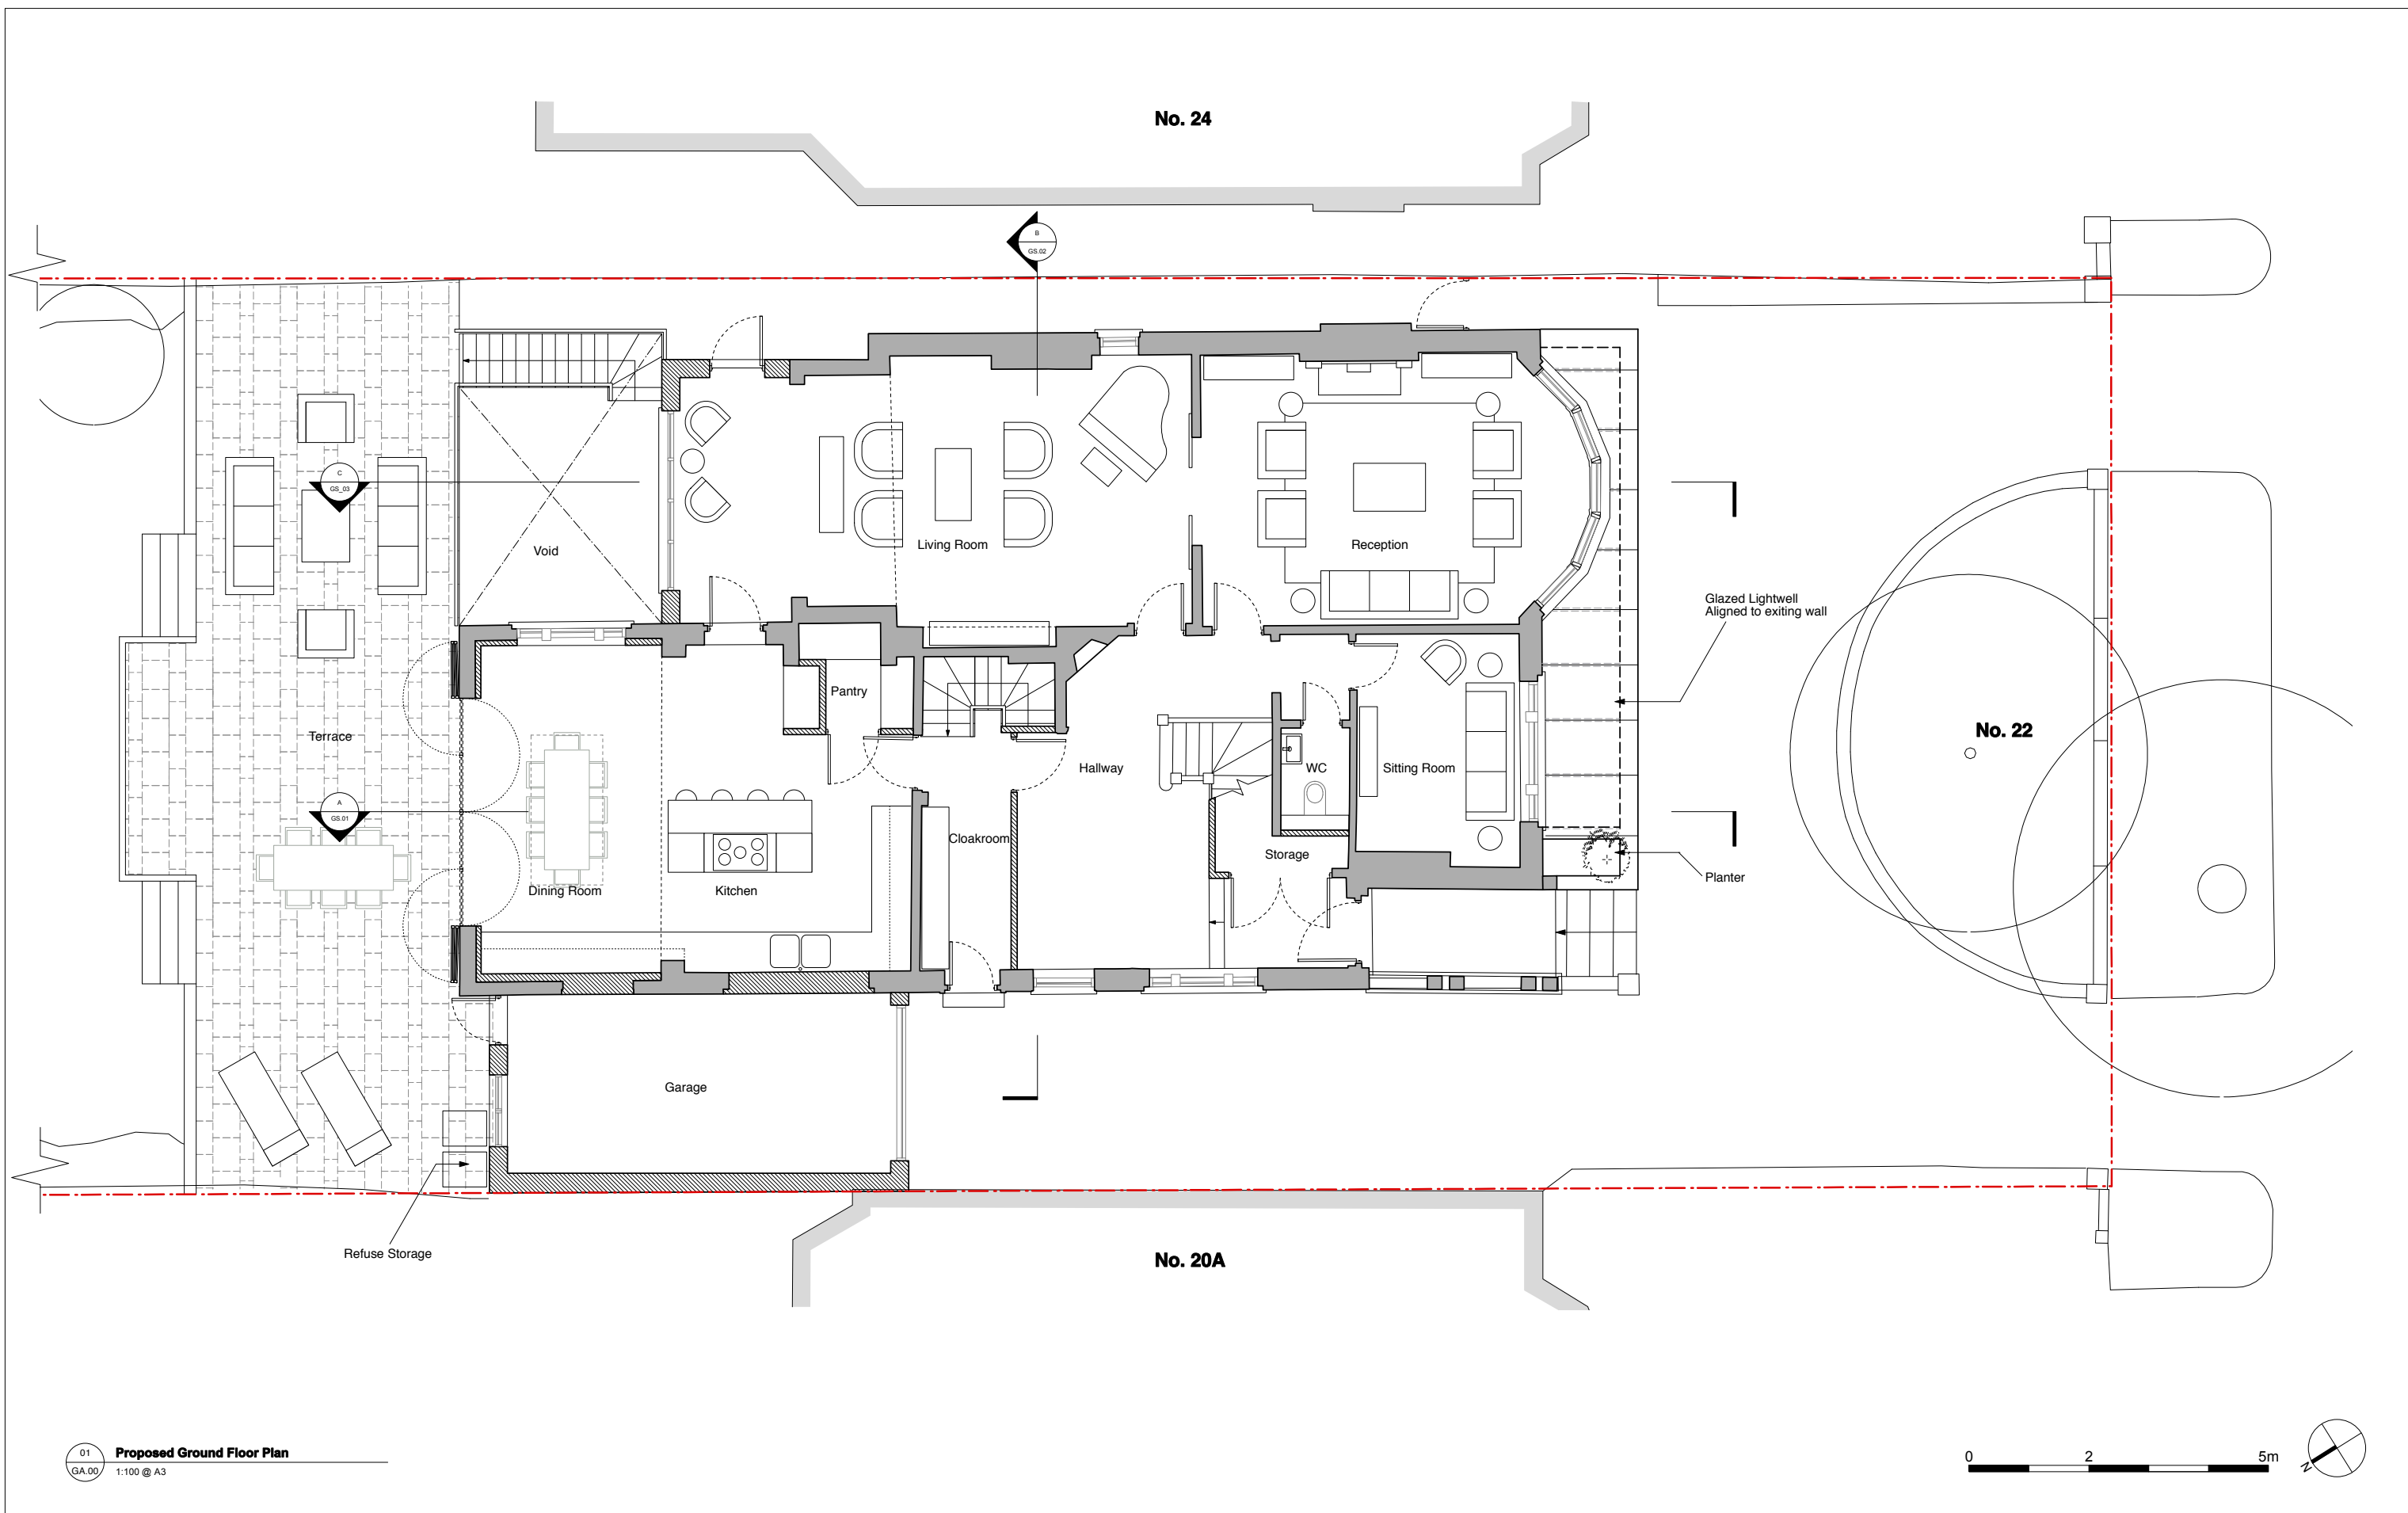 No. 24
B
GS.02
C
GS_03
Void
Living Room
Reception
Glazed Lightwell
Aligned to exiting wall
Pantry
Terrace
No. 22
Hallway
WC
Sitting Room
A
GS.01
Cloakroom
Storage
Planter
Dining Room
Kitchen
Garage
Refuse Storage
No. 20A
01
GA.00
Proposed Ground Floor Plan
1:100 @ A3
0
2
5m
N